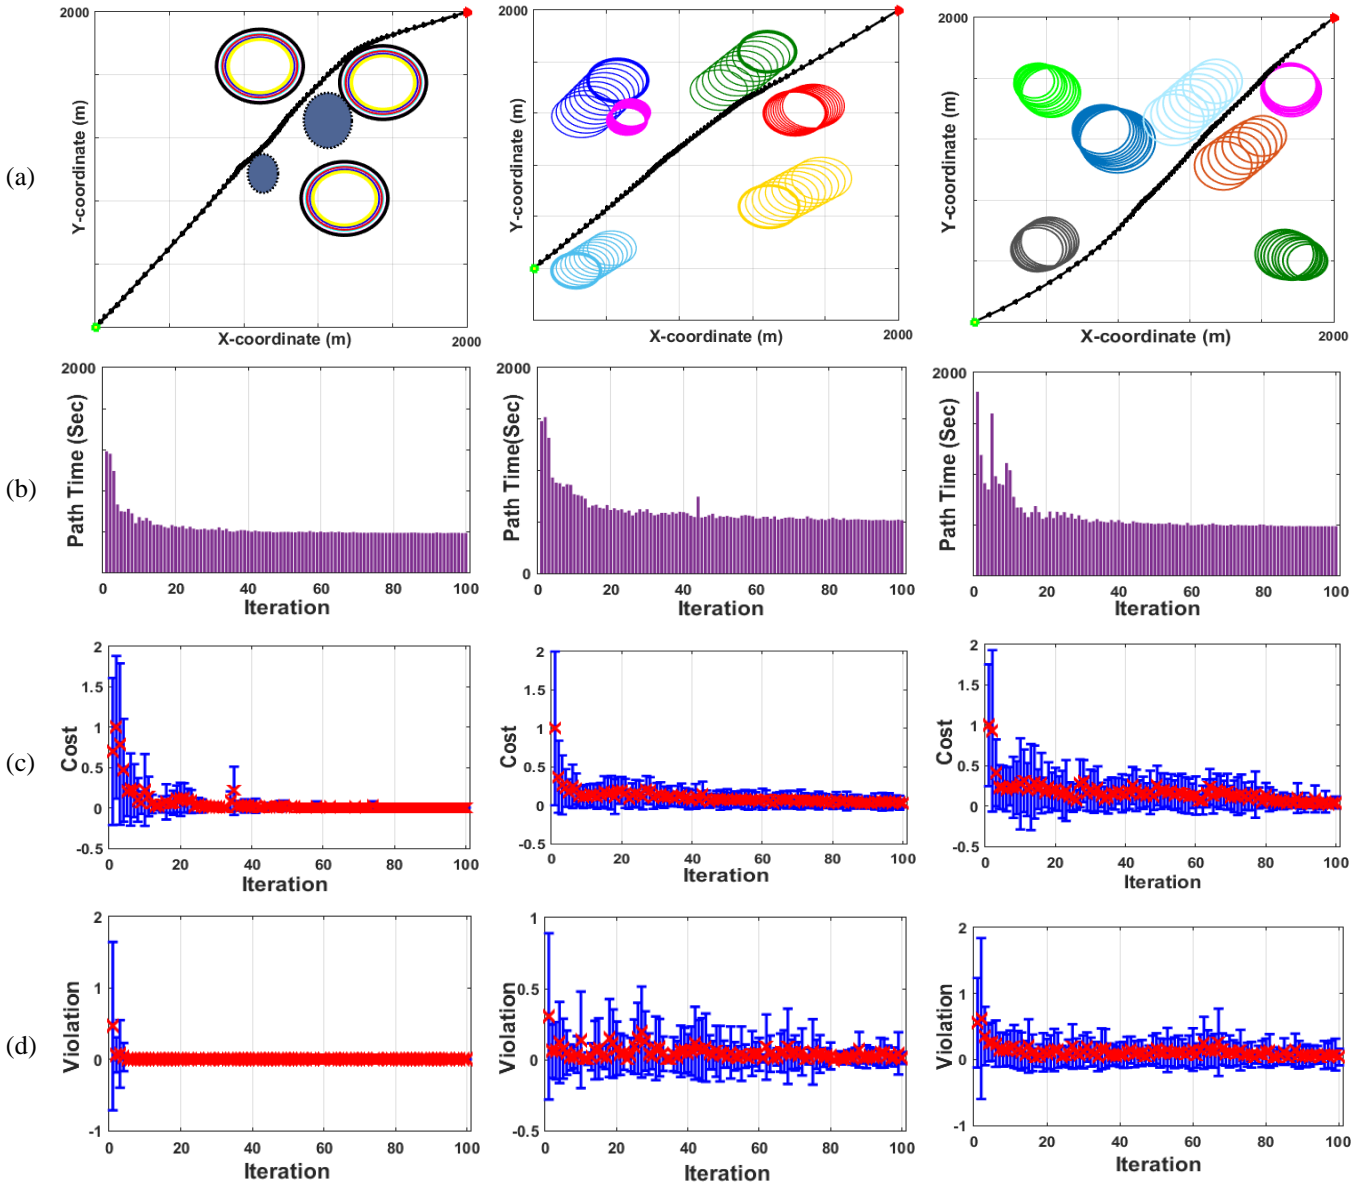 (a)
2000
Y-coordinate (m)
X-coordinate (m)
2000
2000
Y-coordinate (m)
X-coordinate (m)
2000
2000
Y-coordinate (m)
X-coordinate (m)
2000
(b)
2000
Path Time (Sec)
0 20 40 60 80 100
Iteration
2000
Path Time(Sec)
0
0 20 40 60 80 100
Iteration
2000
Path Time (Sec)
0 20 40 60 80 100
Iteration
(c)
2
1.5
1
0.5
0
-0.5
Cost
0 20 40 60 80 100
Iteration
2
1.5
1
0.5
0
-0.5
Cost
0 20 40 60 80 100
Iteration
2
1.5
1
0.5
0
-0.5
Cost
0 20 40 60 80 100
Iteration
(d)
2
1
0
-1
Violation
0 20 40 60 80 100
Iteration
1
0.5
0
-0.5
Violation
0 20 40 60 80 100
Iteration
2
1
0
-1
Violation
0 20 40 60 80 100
Iteration